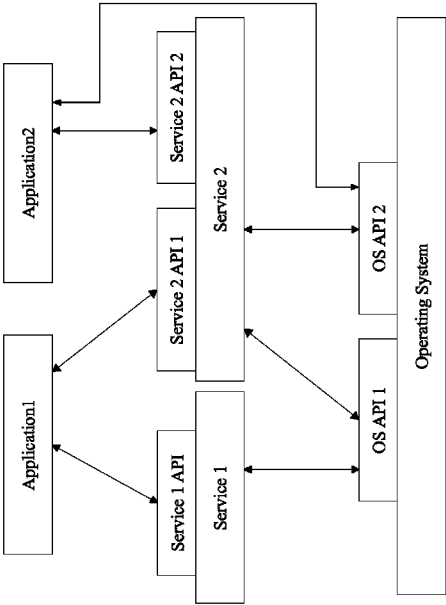 Application1
Application2
Service 1 API
Service 2 API 1
Service 2 API 2
Service 1
Service 2
OS API 1
OS API 2
Operating System